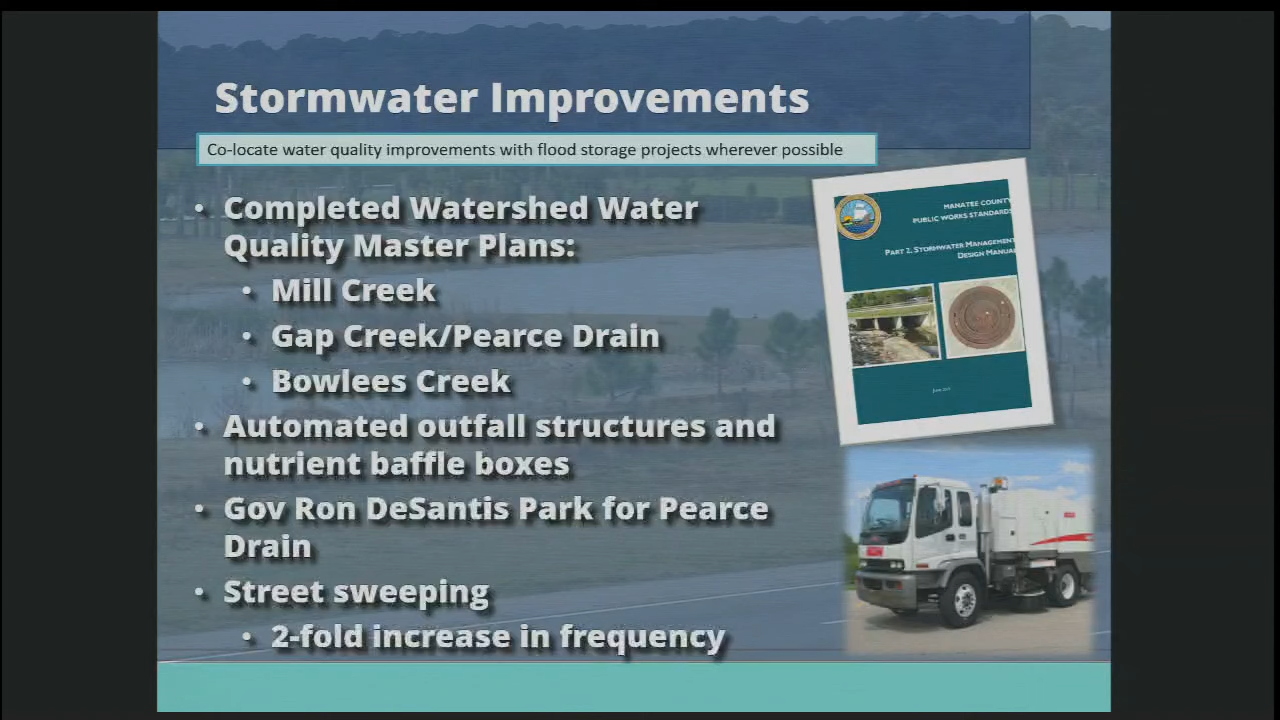 Stormwater Improvements
Co-locate water quality improvements with flood storage projects wherever possible
• Completed Watershed Water
Quality Master Plans:
• Mill Creek
• Gap Creek/Pearce Drain
• Bowlees Creek
• Automated outfall structures and
nutrient baffle boxes
• Gov Ron DeSantis Park for Pearce
Drain
• Street sweeping
• 2-fold increase in frequency
MANATEE COUNTY
PUBLIC WORKS STANDARDS
PART 2. STORMWATER MANAGEMENT
DESIGN MANUAL